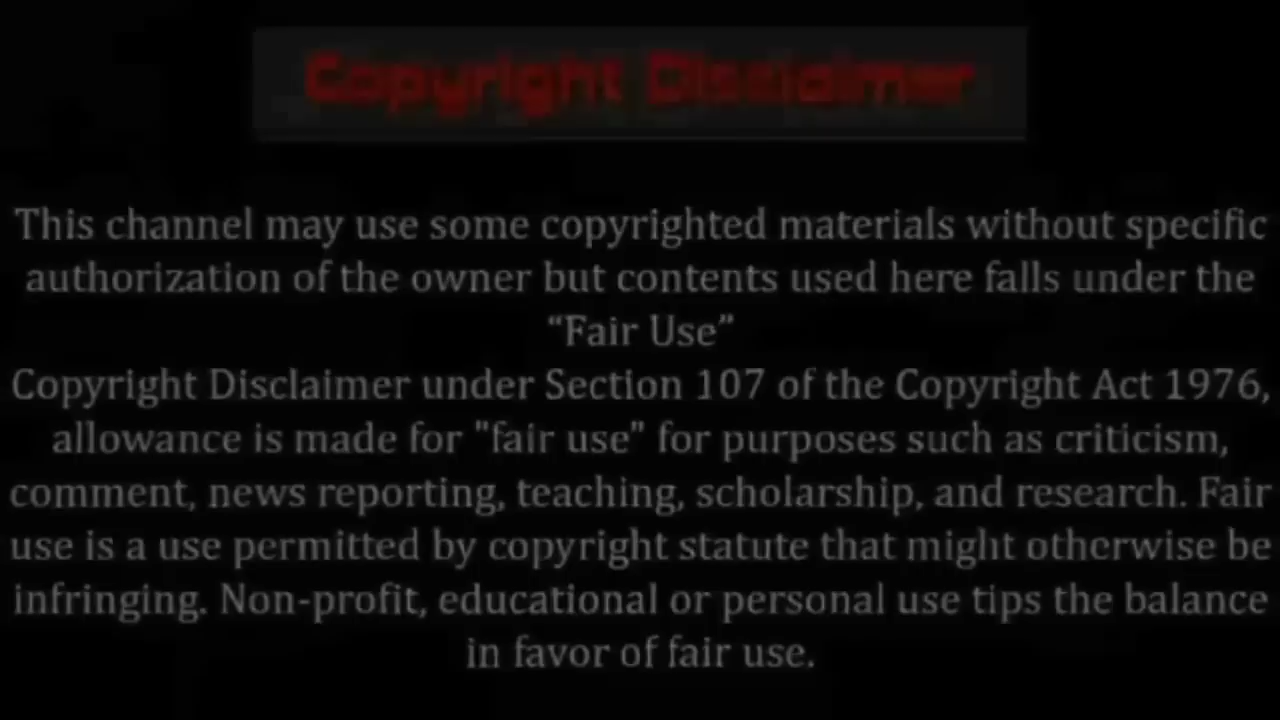 Copyright Disclaimer
This channel may use some copyrighted materials without specific
authorization of the owner but contents used here falls under the
“Fair Use”
Copyright Disclaimer under Section 107 of the Copyright Act 1976,
allowance is made for "fair use" for purposes such as criticism,
comment, news reporting, teaching, scholarship, and research. Fair
use is a use permitted by copyright statute that might otherwise be
infringing. Non-profit, educational or personal use tips the balance
in favor of fair use.